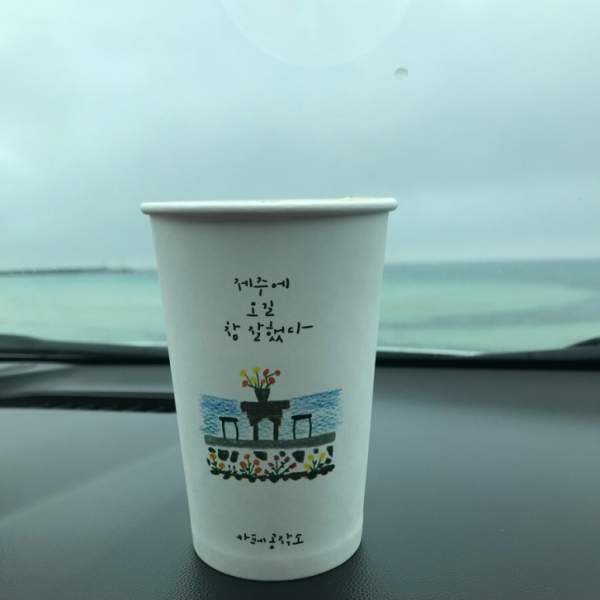 제주에
오길
참 잘했다
카페공작소